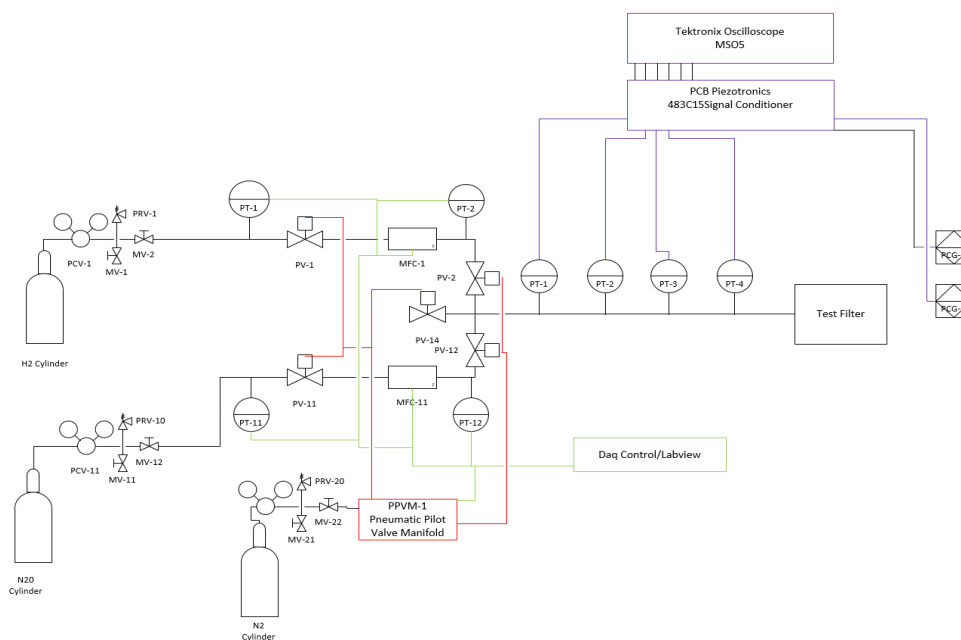 Tektronix Oscilloscope
MSO5
PCB Piezotronics
483C15Signal Conditioner
PT-1
PT-2
PRV-1
PCV-1
MV-1
MV-2
PV-1
MFC-1
PV-2
PCG-
PT-1
PT-2
PT-3
PT-4
PCG-
Test Filter
PV-14
PV-12
H2 Cylinder
PV-11
MFC-11
PT-11
PT-12
PRV-10
PCV-11
MV-11
MV-12
Daq Control/Labview
PRV-20
MV-22
MV-21
PPVM-1
Pneumatic Pilot
Valve Manifold
N20
Cylinder
N2
Cylinder